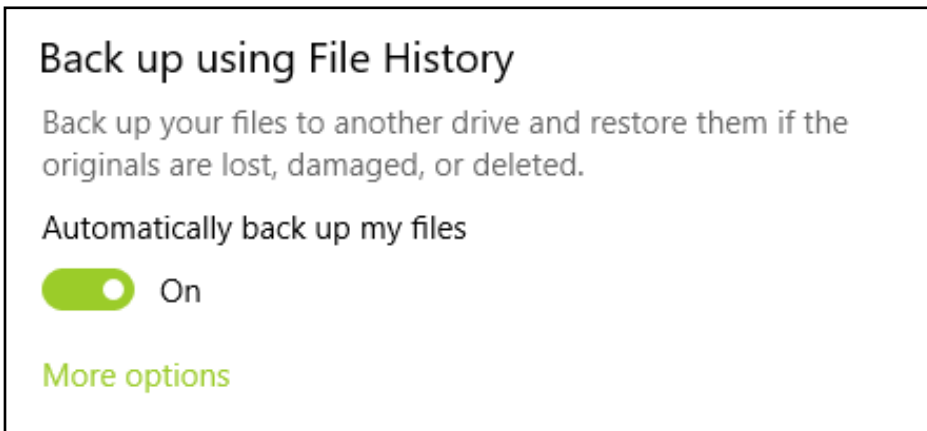 Back up using File History
Back up your files to another drive and restore them if the
originals are lost, damaged, or deleted.
Automatically back up my files
On
More options